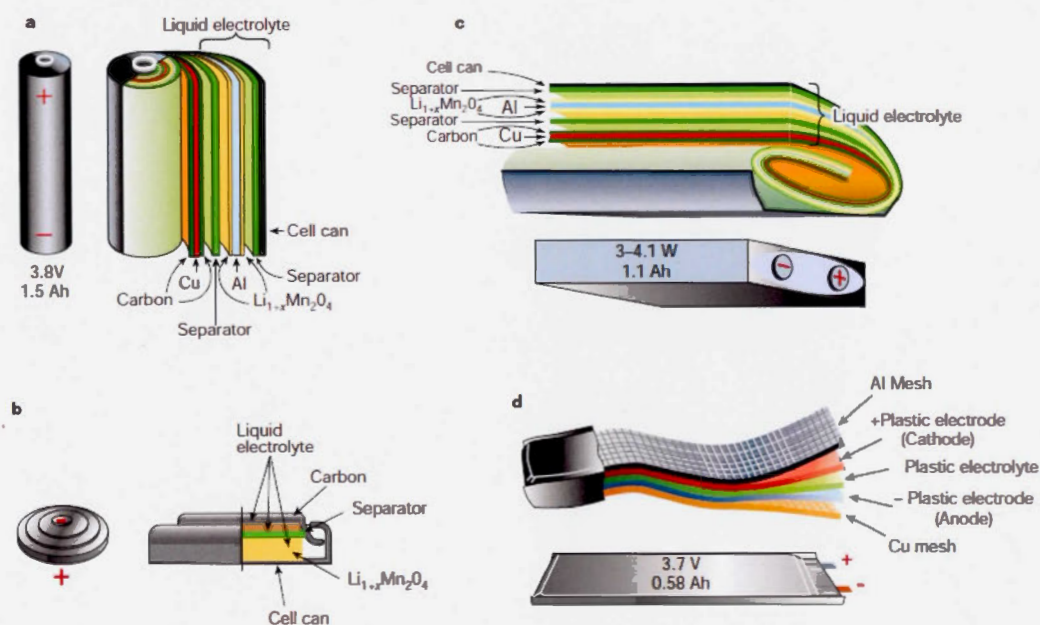 a
Liquid electrolyte
+
−
3.8V
1.5 Ah
Cell can
Cu
Al
Separator
Carbon
Li1+xMn2O4
Separator
c
Cell can
Separator
Li1+xMn2O4
Al
Separator
Carbon
Cu
Liquid electrolyte
3–4.1 W
1.1 Ah
−
+
b
Liquid
electrolyte
Carbon
Separator
Li1+xMn2O4
Cell can
+
d
Al Mesh
+Plastic electrode
(Cathode)
Plastic electrolyte
– Plastic electrode
(Anode)
Cu mesh
3.7 V
0.58 Ah
+
-